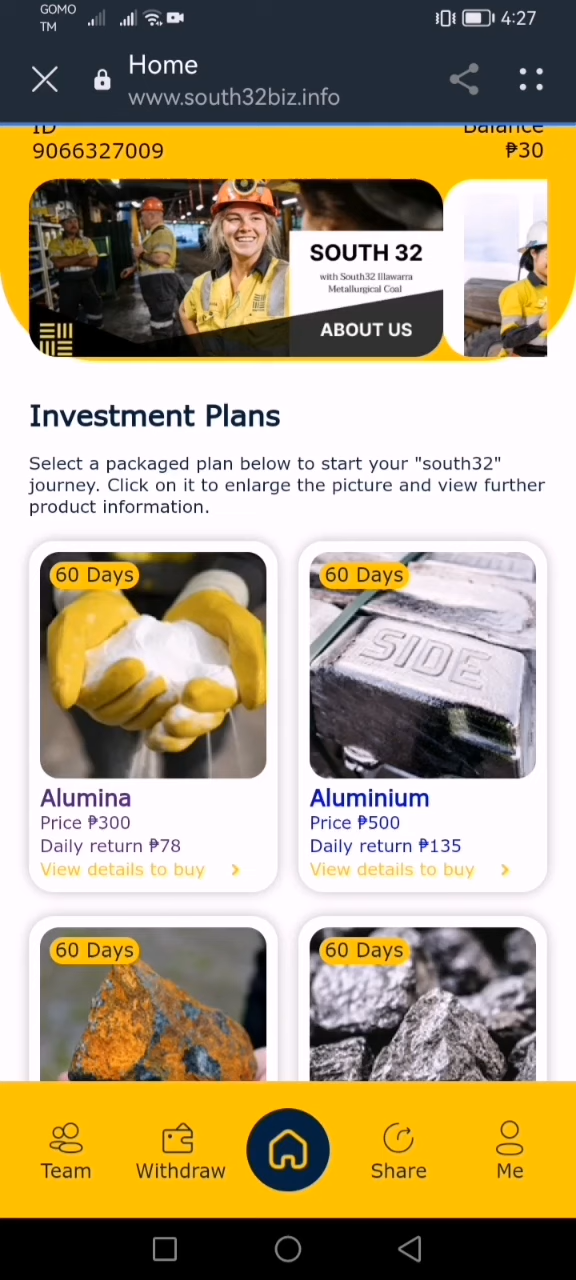 GOMO
TM
4:27
Home
www.south32biz.info
ID
Balance
9066327009
₱30
SOUTH 32
with South32 Illawarra
Metallurgical Coal
ABOUT US
Investment Plans
Select a packaged plan below to start your "south32"
journey. Click on it to enlarge the picture and view further
product information.
60 Days
Alumina
Price ₱300
Daily return ₱78
View details to buy
60 Days
SIDE
Aluminium
Price ₱500
Daily return ₱135
View details to buy
60 Days
60 Days
Team
Withdraw
Share
Me